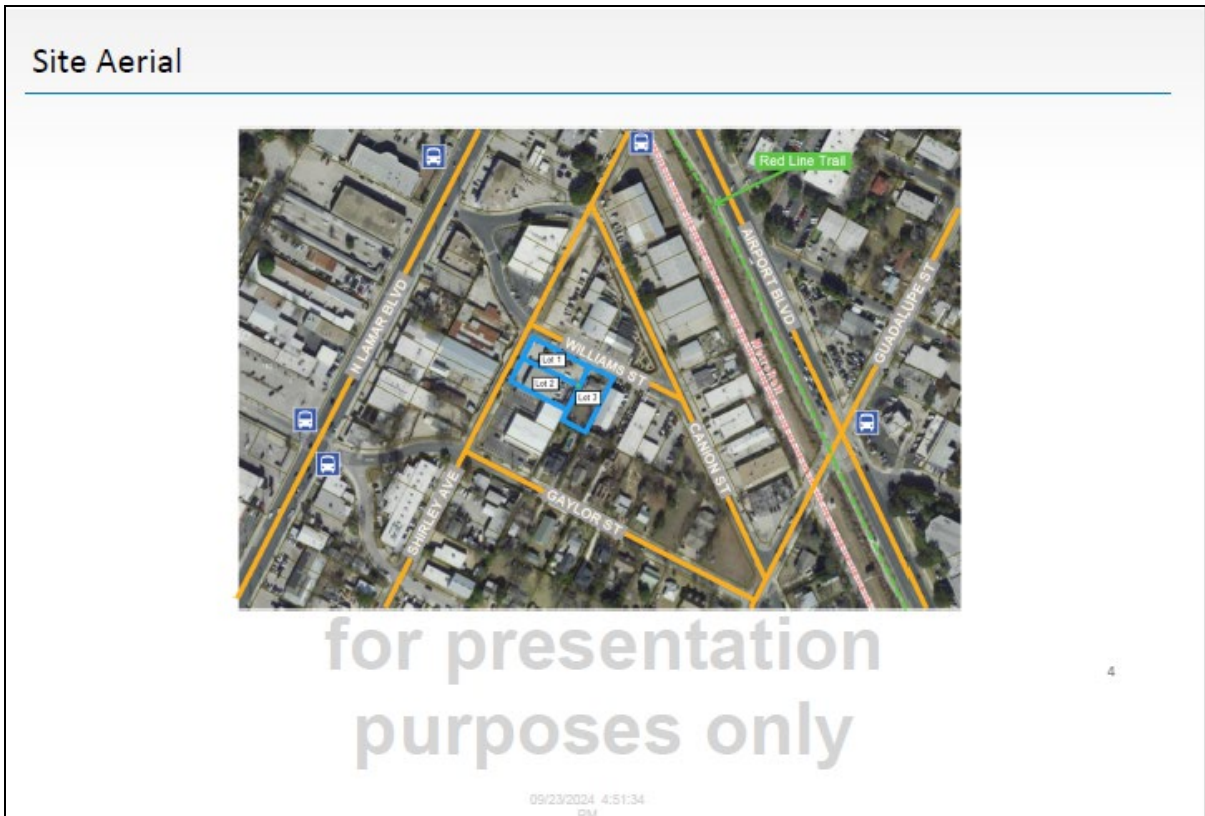 Site Aerial
Red Line Trail
AIRPORT BLVD
GUADALUPE ST
N LAMAR BLVD
WILLIAMS ST
Lot 1
Lot 2
Lot 3
CANION ST
SHIRLEY AVE
GAYLOR ST
for presentation
purposes only
4
09/23/2024 4:51:34
PM